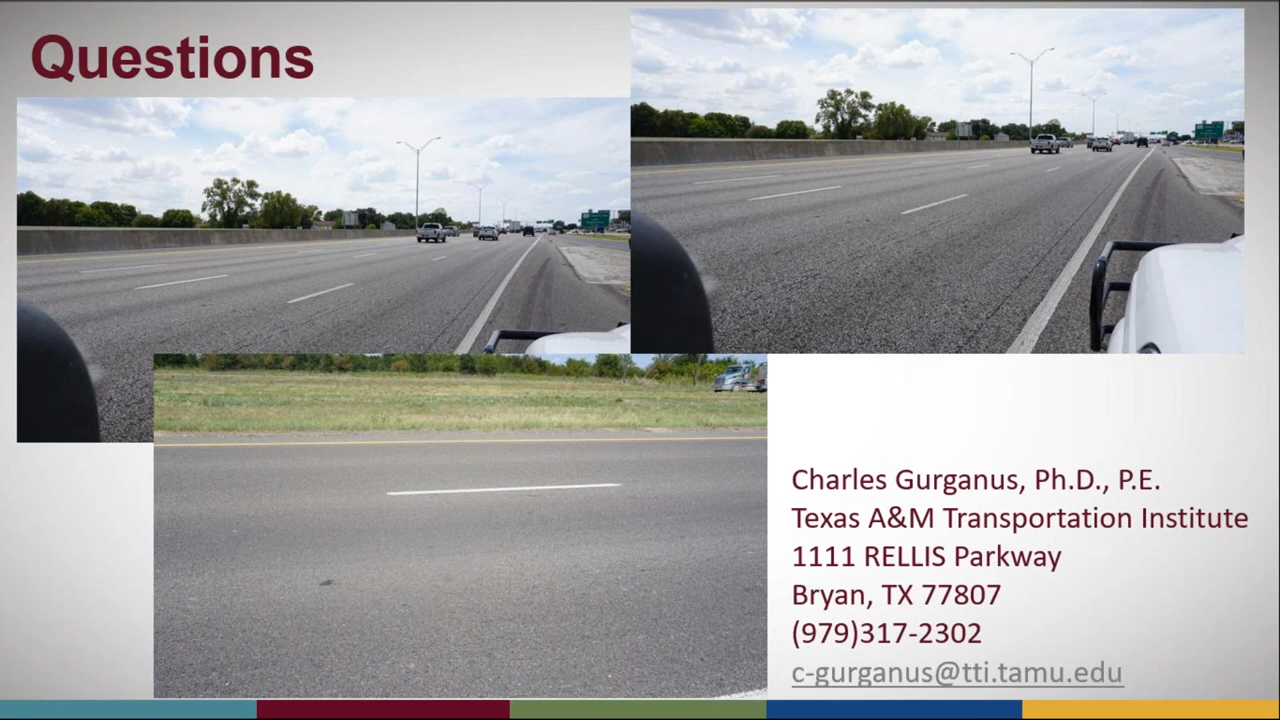 Questions
Charles Gurganus, Ph.D., P.E.
Texas A&M Transportation Institute
1111 RELLIS Parkway
Bryan, TX 77807
(979)317-2302
c-gurganus@tti.tamu.edu